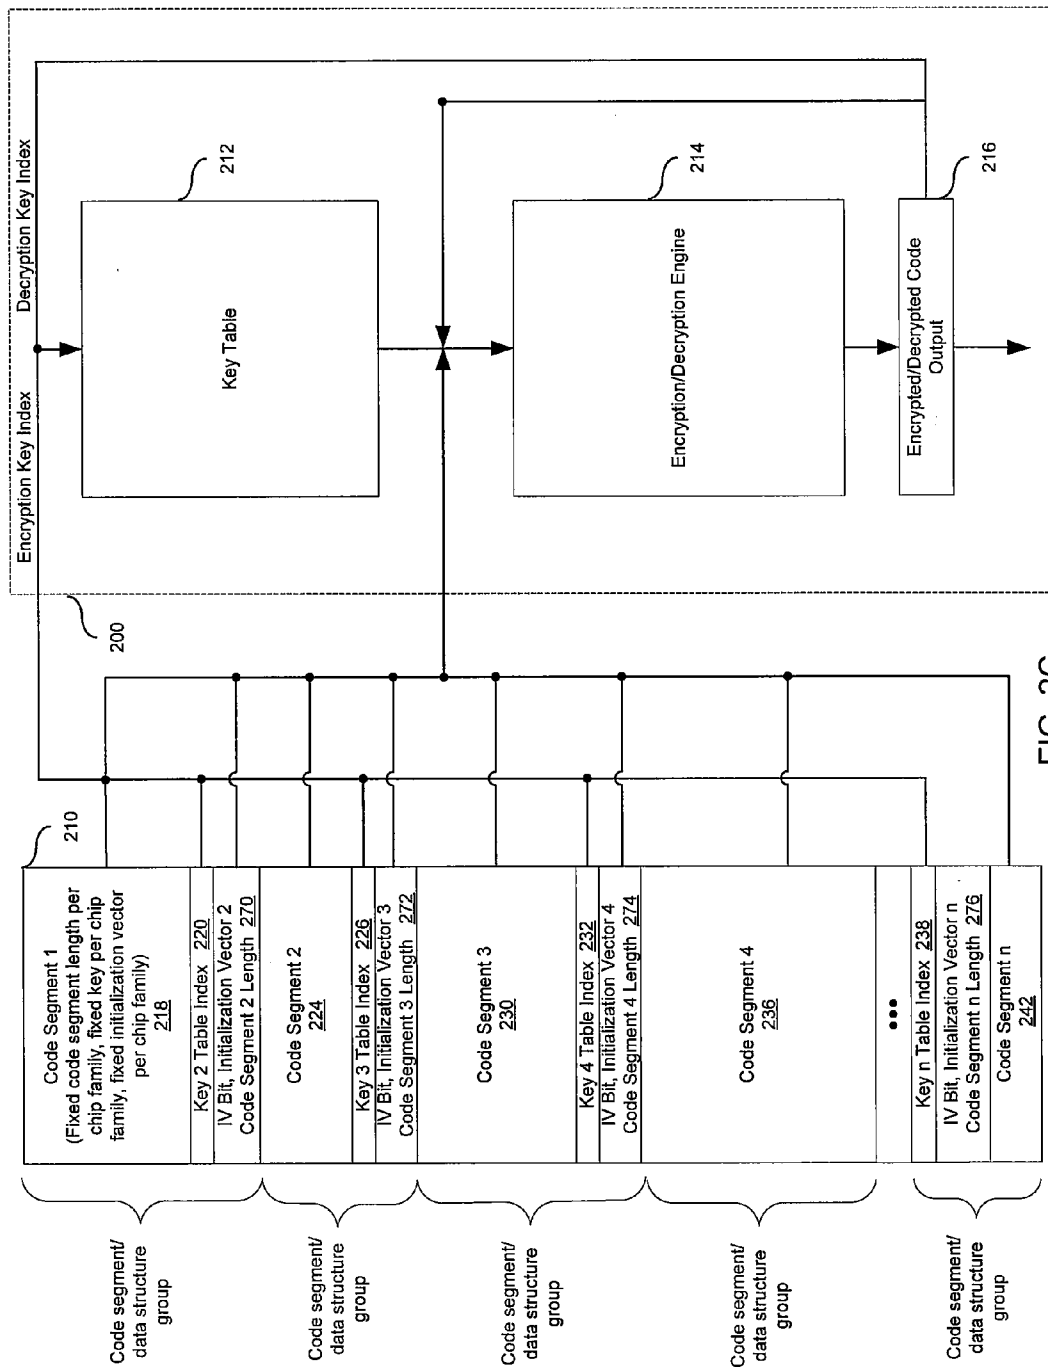 Code segment/
data structure
group
Code segment/
data structure
group
Code segment/
data structure
group
Code segment/
data structure
group
Code segment/
data structure
group
210
Code Segment 1
(Fixed code segment length per
chip family, fixed key per chip
family, fixed initialization vector
per chip family)
218
Key 2 Table Index 220
IV Bit, Initialization Vector 2
Code Segment 2 Length 270
Code Segment 2
224
Key 3 Table Index 226
IV Bit, Initialization Vector 3
Code Segment 3 Length 272
Code Segment 3
230
Key 4 Table Index 232
IV Bit, Initialization Vector 4
Code Segment 4 Length 274
Code Segment 4
236
•••
Key n Table Index 238
IV Bit, Initialization Vector n
Code Segment n Length 276
Code Segment n
242
200
Encryption Key Index
Decryption Key Index
Key Table
212
Encryption/Decryption Engine
214
Encrypted/Decrypted Code
Output
216
FIG.